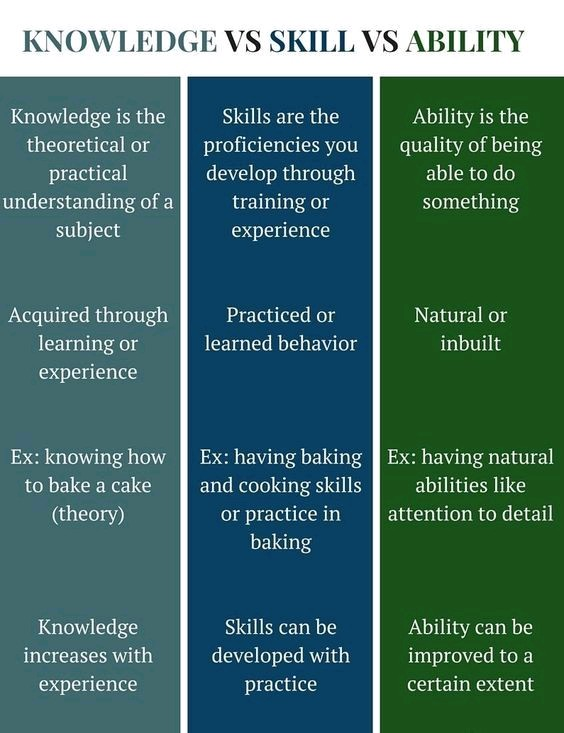 KNOWLEDGE VS SKILL VS ABILITY
Knowledge is the
theoretical or
practical
understanding of a
subject
Skills are the
proficiencies you
develop through
training or
experience
Ability is the
quality of being
able to do
something
Acquired through
learning or
experience
Practiced or
learned behavior
Natural or
inbuilt
Ex: knowing how
to bake a cake
(theory)
Ex: having baking
and cooking skills
or practice in
baking
Ex: having natural
abilities like
attention to detail
Knowledge
increases with
experience
Skills can be
developed with
practice
Ability can be
improved to a
certain extent